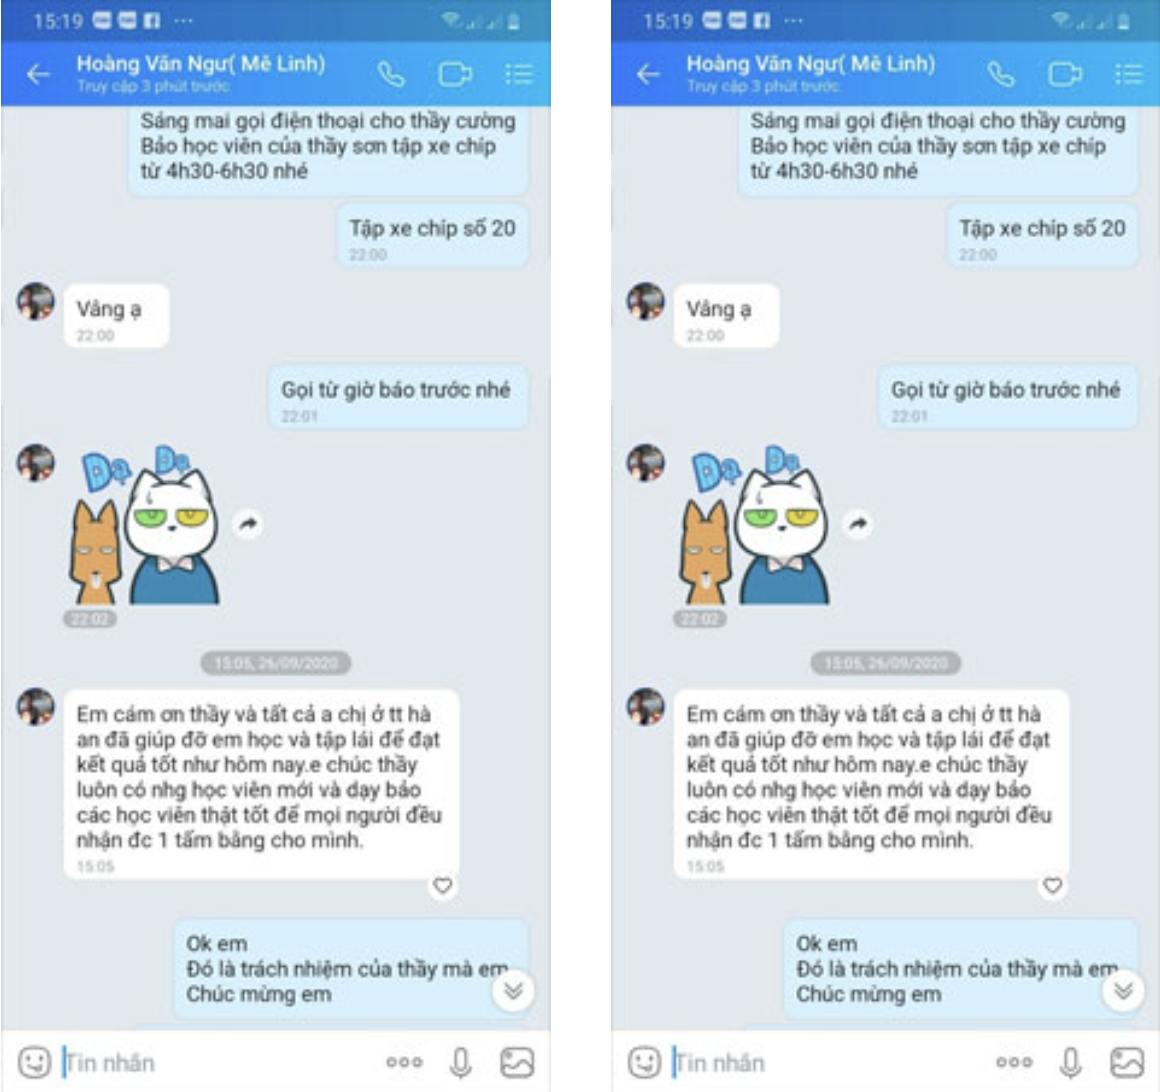 15:19
Hoàng Văn Ngư( Mê Linh)
Truy cập 3 phút trước
Sáng mai gọi điện thoại cho thầy cường
Bảo học viên của thầy sơn tập xe chíp
từ 4h30-6h30 nhé
Tập xe chíp số 20
22:00
Vâng ạ
22:00
Gọi từ giờ báo trước nhé
22:01
Dạ Dạ
22:02
15:05, 26/09/2020
Em cám ơn thầy và tất cả a chị ở tt hà
an đã giúp đỡ em học và tập lái để đạt
kết quả tốt như hôm nay.e chúc thầy
luôn có nhg học viên mới và dạy bảo
các học viên thật tốt để mọi người đều
nhận đc 1 tấm bằng cho mình.
15:05
Ok em
Đó là trách nhiệm của thầy mà em
Chúc mừng em
Tin nhắn
15:19
Hoàng Văn Ngư( Mê Linh)
Truy cập 3 phút trước
Sáng mai gọi điện thoại cho thầy cường
Bảo học viên của thầy sơn tập xe chíp
từ 4h30-6h30 nhé
Tập xe chíp số 20
22:00
Vâng ạ
22:00
Gọi từ giờ báo trước nhé
22:01
Dạ Dạ
22:02
15:05, 26/09/2020
Em cám ơn thầy và tất cả a chị ở tt hà
an đã giúp đỡ em học và tập lái để đạt
kết quả tốt như hôm nay.e chúc thầy
luôn có nhg học viên mới và dạy bảo
các học viên thật tốt để mọi người đều
nhận đc 1 tấm bằng cho mình.
15:05
Ok em
Đó là trách nhiệm của thầy mà em
Chúc mừng em
Tin nhắn